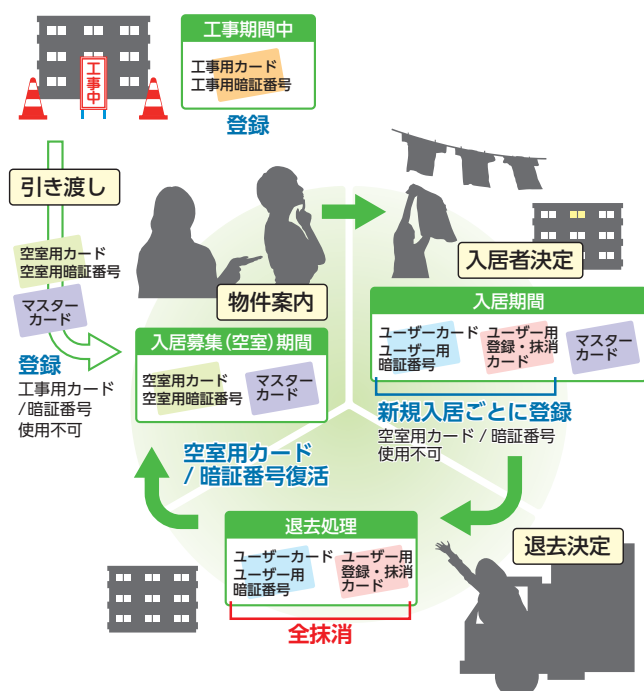 工事中
工事期間中
工事用カード
工事用暗証番号
登録
引き渡し
空室用カード
空室用暗証番号
マスター
カード
登録
工事用カード
/暗証番号
使用不可
物件案内
入居募集(空室)期間
空室用カード
空室用暗証番号
マスター
カード
入居者決定
入居期間
ユーザーカード
ユーザー用
暗証番号
ユーザー用
登録・抹消
カード
マスター
カード
新規入居ごとに登録
空室用カード / 暗証番号
使用不可
空室用カード
/ 暗証番号復活
退去決定
退去処理
ユーザーカード
ユーザー用
暗証番号
ユーザー用
登録・抹消
カード
全抹消